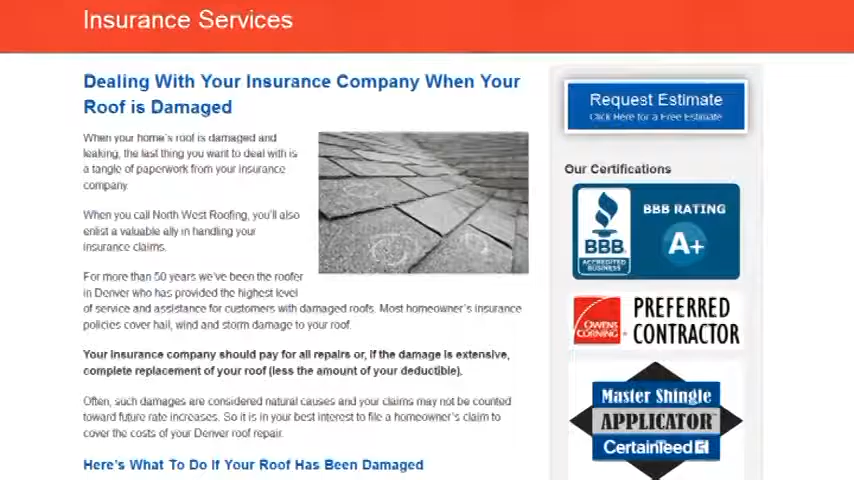 Insurance Services
Dealing With Your Insurance Company When Your
Roof is Damaged
When your home's roof is damaged and
leaking, the last thing you want to deal with is
a tangle of paperwork from your insurance
company.
When you call North West Roofing, you'll also
enlist a valuable ally in handling your
insurance claims.
For more than 50 years we've been the roofer
in Denver who has provided the highest level
of service and assistance for customers with damaged roofs. Most homeowner's insurance
policies cover hail, wind and storm damage to your roof.
Your insurance company should pay for all repairs or, if the damage is extensive,
complete replacement of your roof (less the amount of your deductible).
Often, such damages are considered natural causes and your claims may not be counted
toward future rate increases. So it is in your best interest to file a homeowner's claim to
cover the costs of your Denver roof repair.
Here's What To Do If Your Roof Has Been Damaged
Request Estimate
Click Here for a Free Estimate
Our Certifications
BBB
ACCREDITED
BUSINESS
BBB RATING
A+
OWENS
CORNING
PREFERRED
CONTRACTOR
Master Shingle
APPLICATOR
CertainTeed